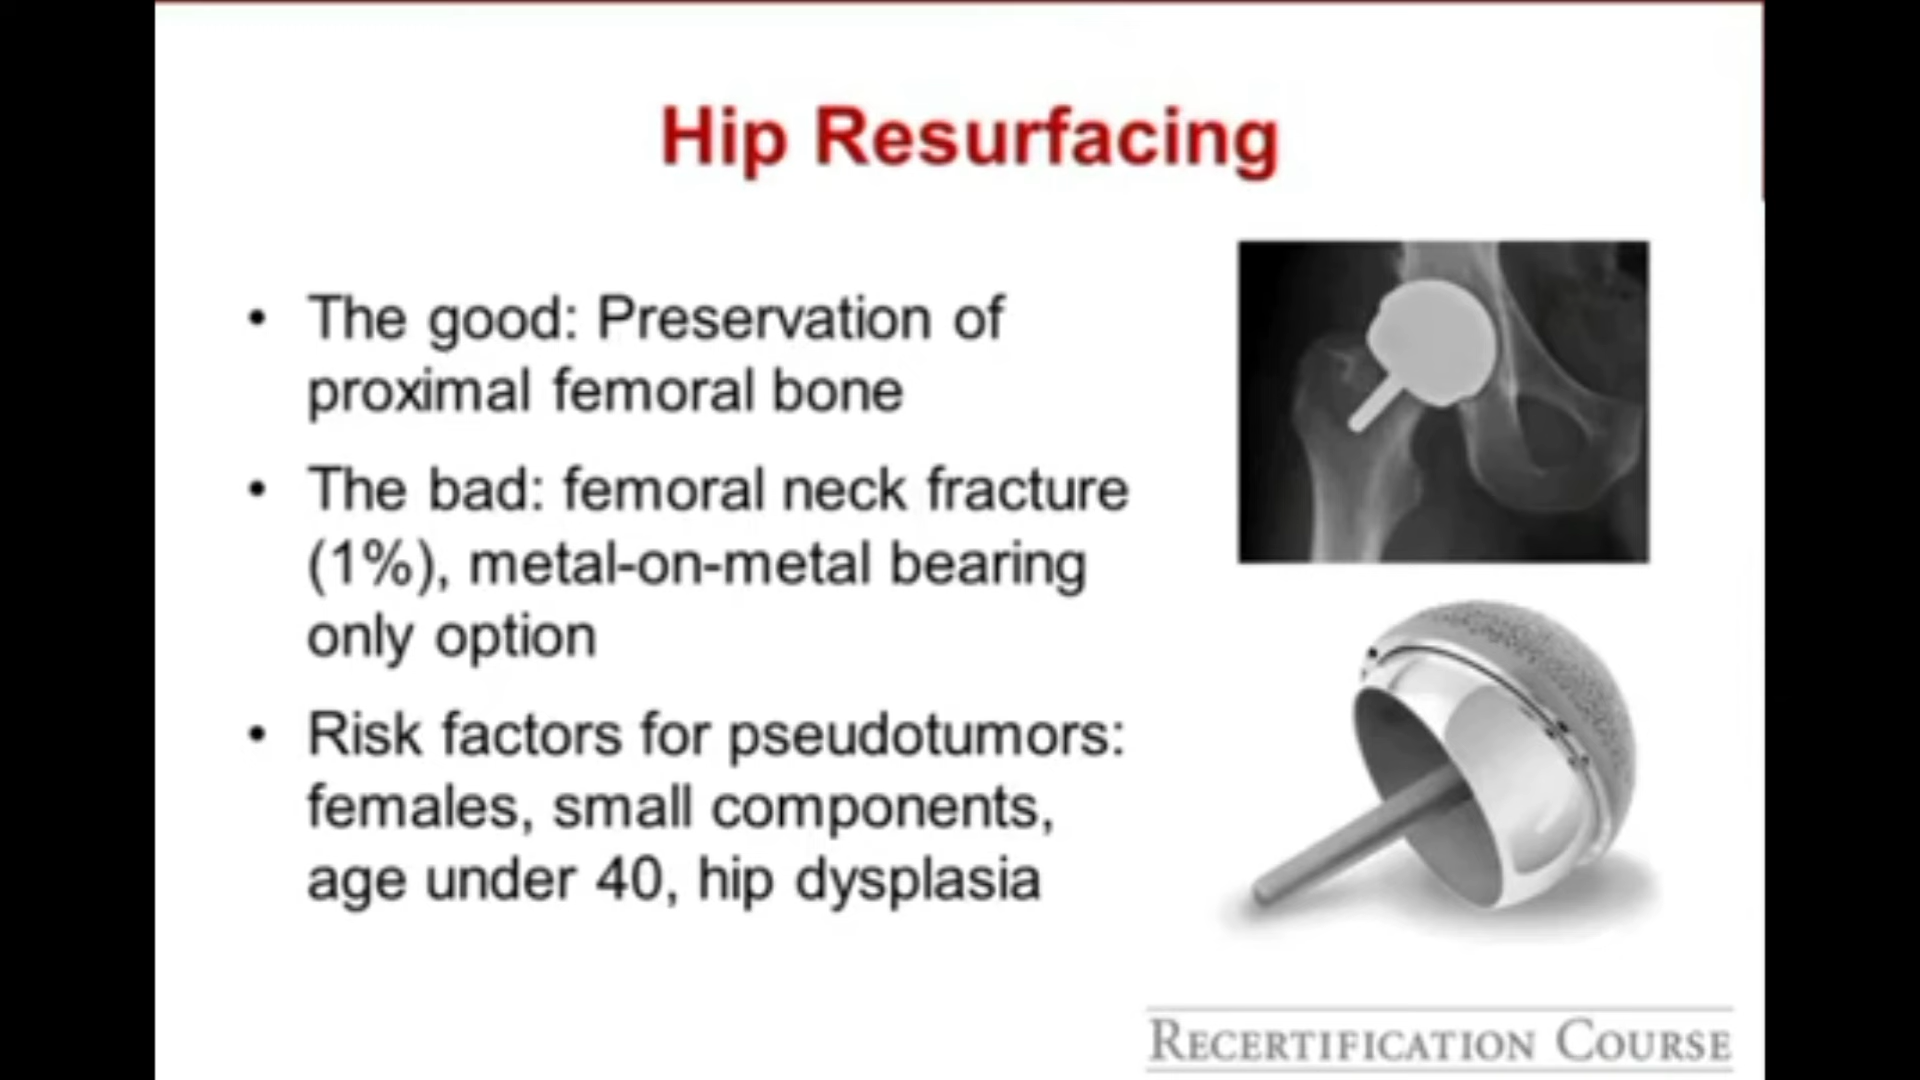 Hip Resurfacing
• The good: Preservation of
proximal femoral bone
• The bad: femoral neck fracture
(1%), metal-on-metal bearing
only option
• Risk factors for pseudotumors:
females, small components,
age under 40, hip dysplasia
RECERTIFICATION COURSE